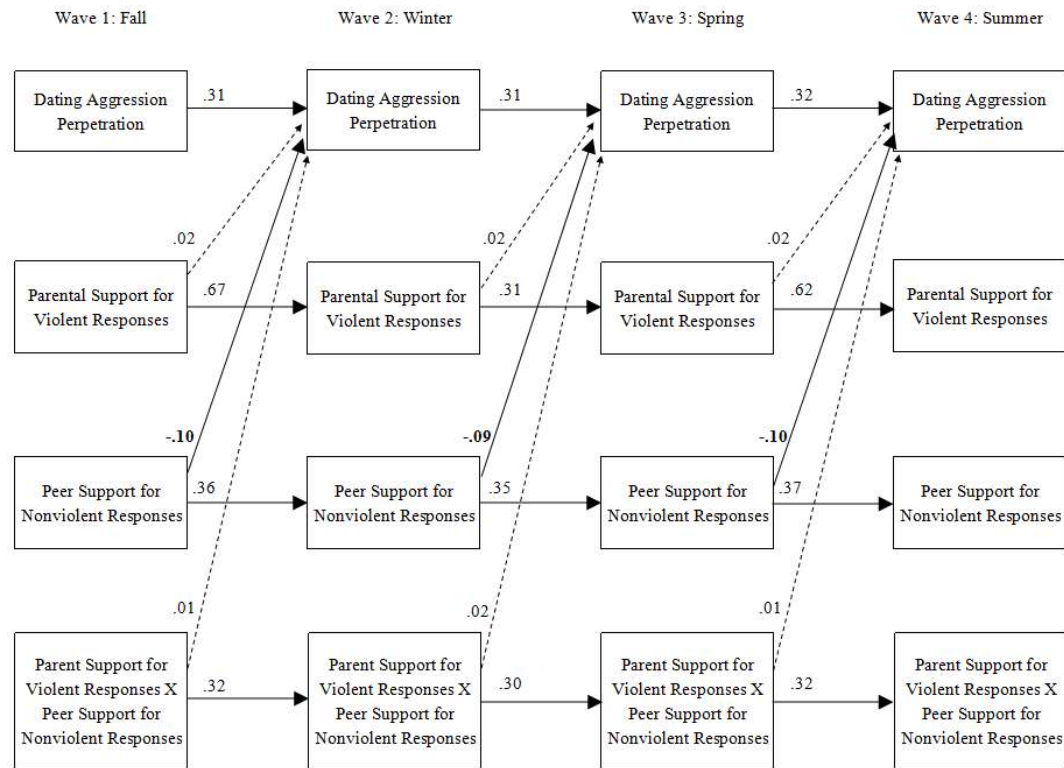 Wave 1: Fall
Wave 2: Winter
Wave 3: Spring
Wave 4: Summer
Dating Aggression
Perpetration
.31
Dating Aggression
Perpetration
.31
Dating Aggression
Perpetration
.32
Dating Aggression
Perpetration
.02
.02
.02
Parental Support for
Violent Responses
.67
Parental Support for
Violent Responses
.31
Parental Support for
Violent Responses
.62
Parental Support for
Violent Responses
-.10
-.09
-.10
Peer Support for
Nonviolent Responses
.36
Peer Support for
Nonviolent Responses
.35
Peer Support for
Nonviolent Responses
.37
Peer Support for
Nonviolent Responses
.01
.02
.01
Parent Support for
Violent Responses X
Peer Support for
Nonviolent Responses
.32
Parent Support for
Violent Responses X
Peer Support for
Nonviolent Responses
.30
Parent Support for
Violent Responses X
Peer Support for
Nonviolent Responses
.32
Parent Support for
Violent Responses X
Peer Support for
Nonviolent Responses